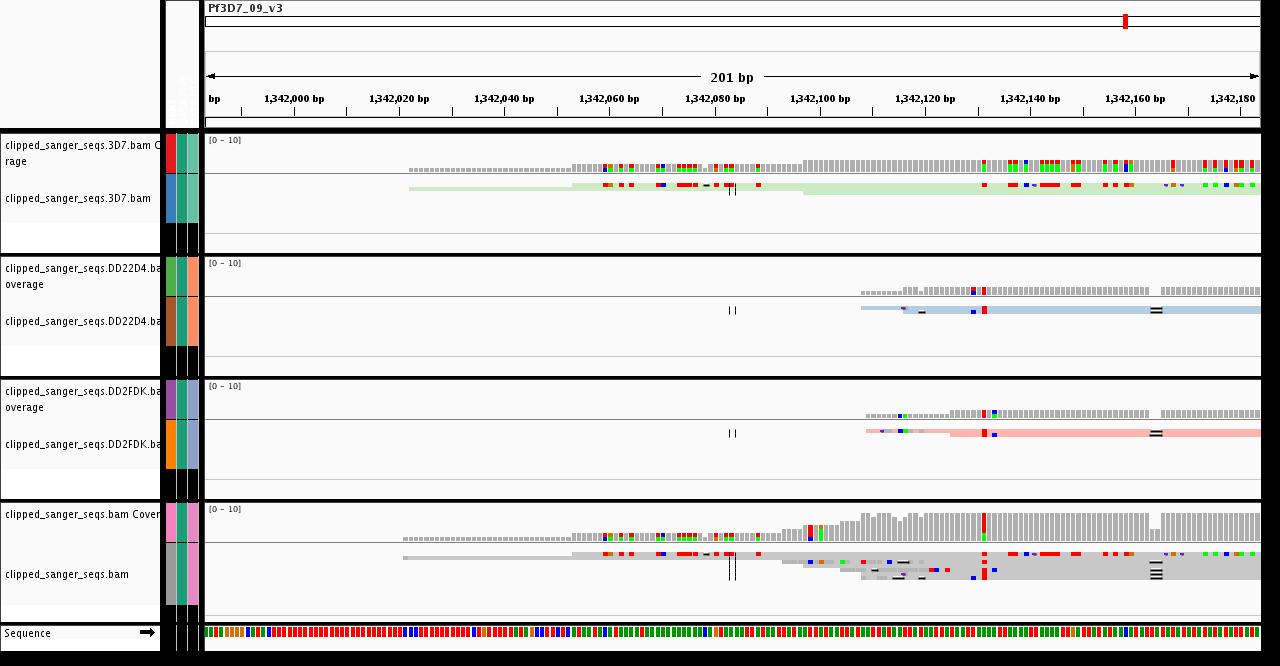 Pf3D7_09_v3
201 bp
bp 1,342,000 bp 1,342,020 bp 1,342,040 bp 1,342,060 bp 1,342,080 bp 1,342,100 bp 1,342,120 bp 1,342,140 bp 1,342,160 bp 1,342,180
clipped_sanger_seqs.3D7.bam C
rage
[0 - 10]
clipped_sanger_seqs.3D7.bam
clipped_sanger_seqs.DD22D4.ba
overage
[0 - 10]
clipped_sanger_seqs.DD22D4.ba
clipped_sanger_seqs.DD2FDK.ba
overage
[0 - 10]
clipped_sanger_seqs.DD2FDK.ba
clipped_sanger_seqs.bam Cover
[0 - 10]
clipped_sanger_seqs.bam
Sequence